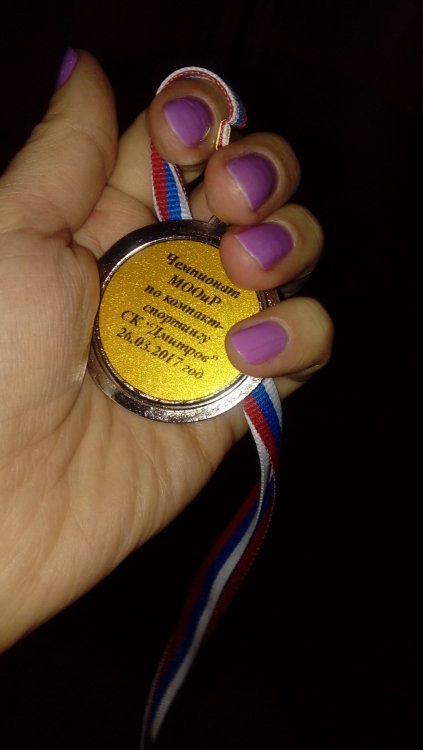 Чемпионат
МООиР
по компакт-
спортингу
СК "Дмитров"
26.03.2017 год